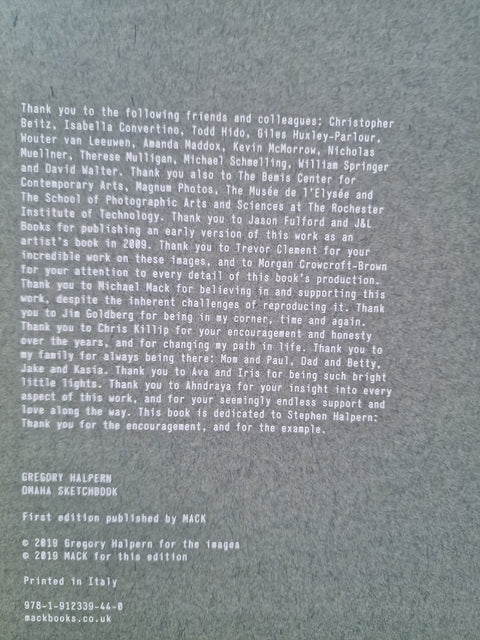 Thank you to the following friends and colleagues: Christopher
Beitz, Isabella Convertino, Todd Hido, Giles Huxley-Parlour,
Wouter van Leeuwen, Amanda Maddox, Kevin McMorrow, Nicholas
Muellner, Therese Mulligan, Michael Schmelling, William Springer
and David Walter. Thank you also to The Bemis Center for
Contemporary Arts, Magnum Photos, The Musée de l'Elysée and
The School of Photographic Arts and Sciences at The Rochester
Institute of Technology. Thank you to Jason Fulford and J&L
Books for publishing an early version of this work as an
artist's book in 2009. Thank you to Trevor Clement for your
incredible work on these images, and to Morgan Crowcroft-Brown
for your attention to every detail of this book's production.
Thank you to Michael Mack for believing in and supporting this
work, despite the inherent challenges of reproducing it. Thank
you to Jim Goldberg for being in my corner, time and again.
Thank you to Chris Killip for your encouragement and honesty
over the years, and for changing my path in life. Thank you to
my family for always being there: Mom and Paul, Dad and Betty,
Jake and Kasia. Thank you to Ava and Iris for being such bright
little lights. Thank you to Ahndraya for your insight into every
aspect of this work, and for your seemingly endless support and
love along the way. This book is dedicated to Stephen Halpern:
Thank you for the encouragement, and for the example.
GREGORY HALPERN
OMAHA SKETCHBOOK
First edition published by MACK
© 2019 Gregory Halpern for the images
© 2019 MACK for this edition
Printed in Italy
978-1-912339-44-0
mackbooks.co.uk